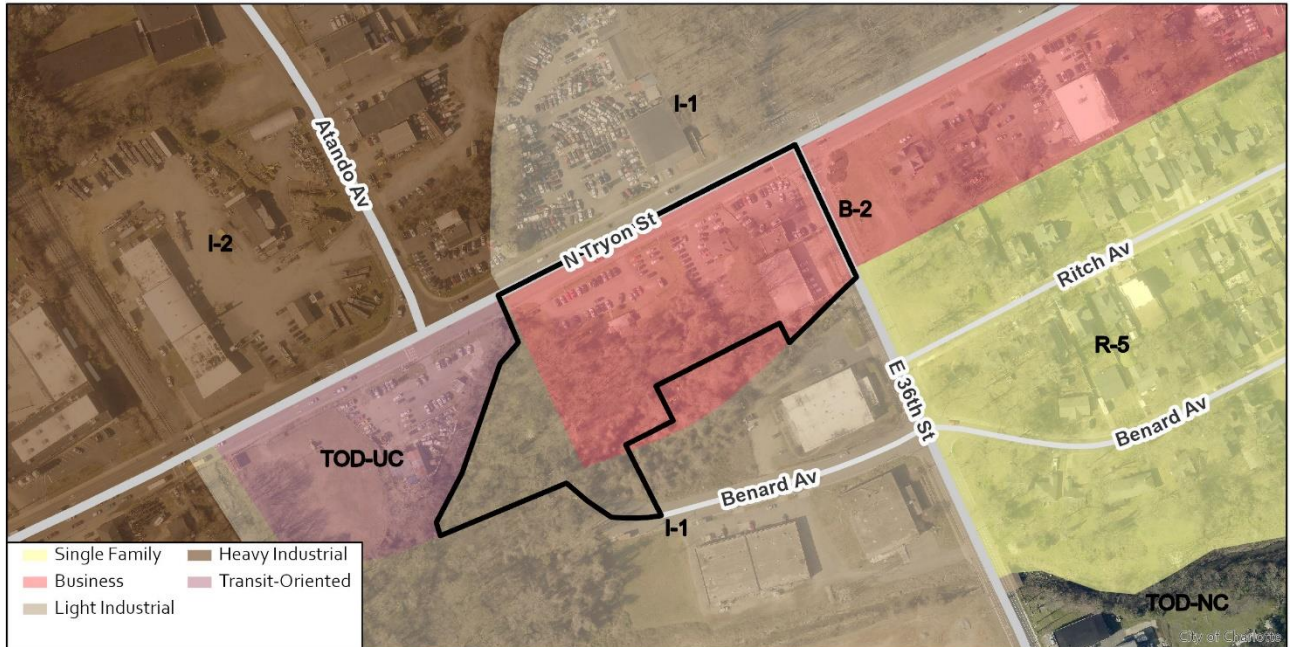 I-1
Atando Av
N Tryon St
B-2
I-2
Ritch Av
R-5
E 36th St
TOD-UC
Benard Av
Benard Av
I-1
TOD-NC
Single Family
Heavy Industrial
Business
Transit-Oriented
Light Industrial
City of Charlotte